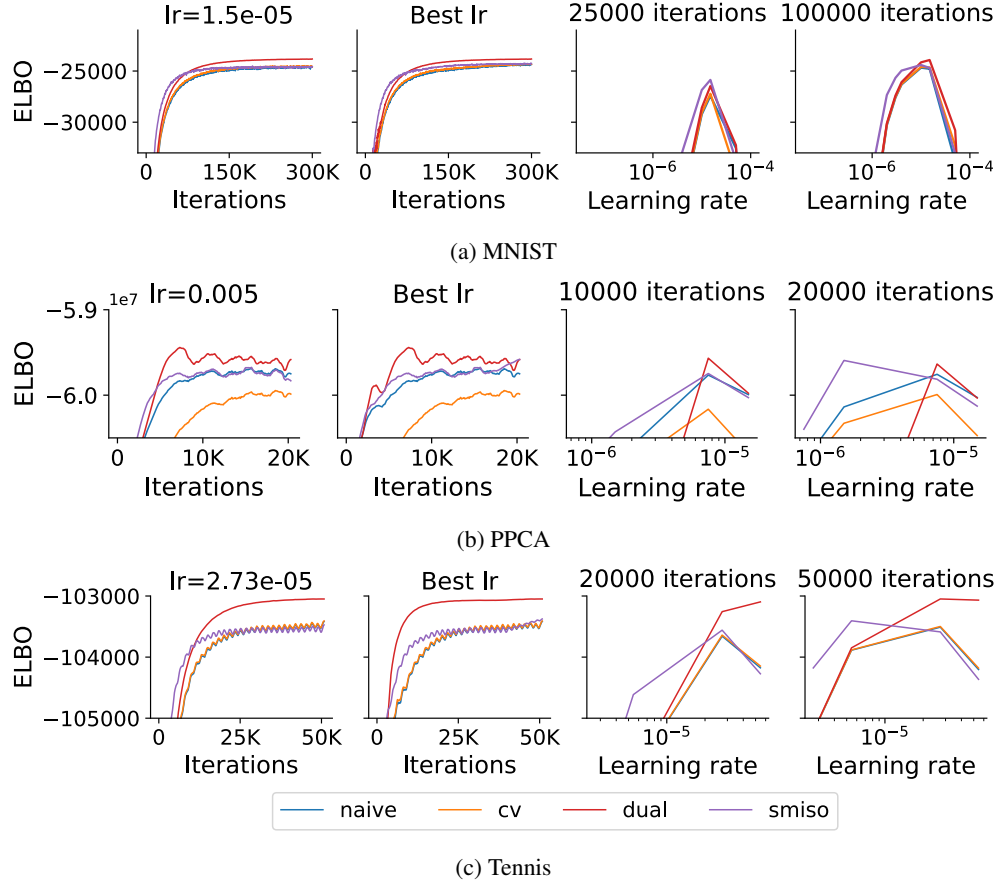 lr=1.5e-05 Best lr 25000 iterations 100000 iterations
ELBO
−25000
−30000
0 150K 300K 0 150K 300K 10⁻⁶ 10⁻⁴ 10⁻⁶ 10⁻⁴
Iterations Iterations Learning rate Learning rate
(a) MNIST
1e7 lr=0.005 Best lr 10000 iterations 20000 iterations
ELBO
−5.9
−6.0
0 10K 20K 0 10K 20K 10⁻⁶ 10⁻⁵ 10⁻⁶ 10⁻⁵
Iterations Iterations Learning rate Learning rate
(b) PPCA
lr=2.73e-05 Best lr 20000 iterations 50000 iterations
ELBO
−103000
−104000
−105000
0 25K 50K 0 25K 50K 10⁻⁵ 10⁻⁵
Iterations Iterations Learning rate Learning rate
naive cv dual smiso
(c) Tennis